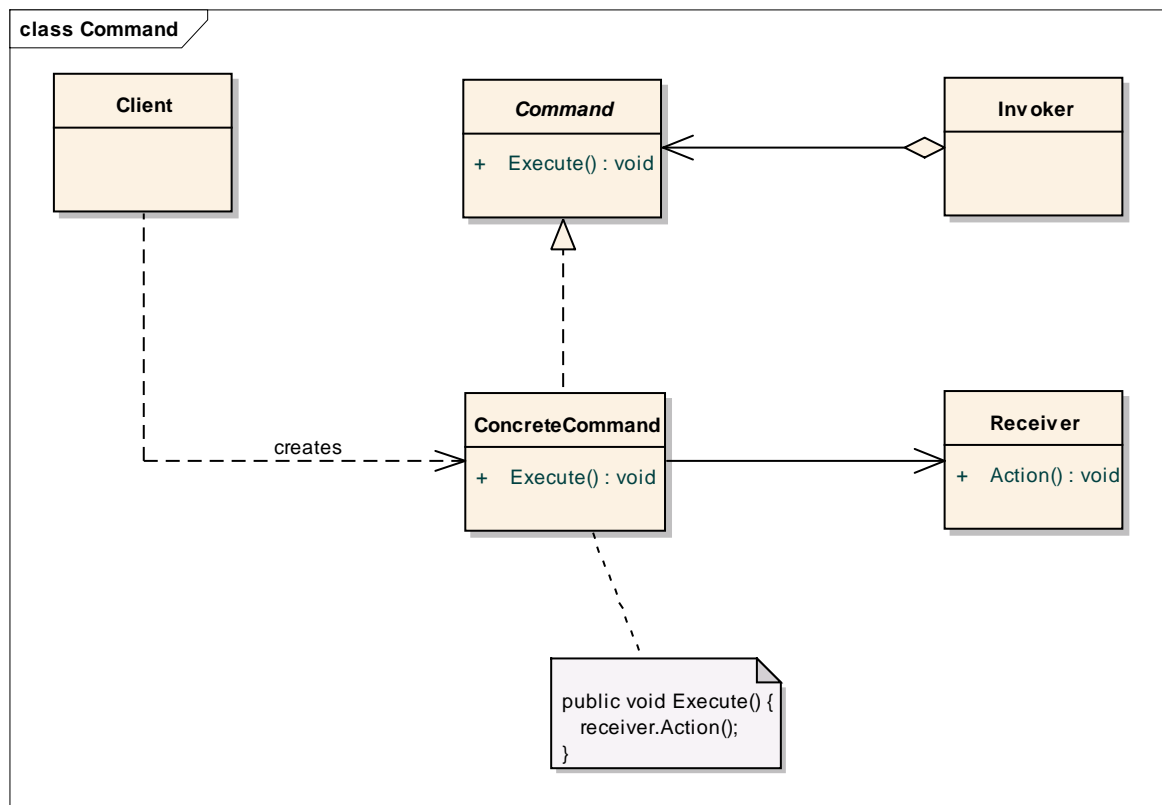 class Command
Client
Command
+ Execute() : void
Invoker
creates
ConcreteCommand
+ Execute() : void
Receiver
+ Action() : void
public void Execute() {
receiver.Action();
}